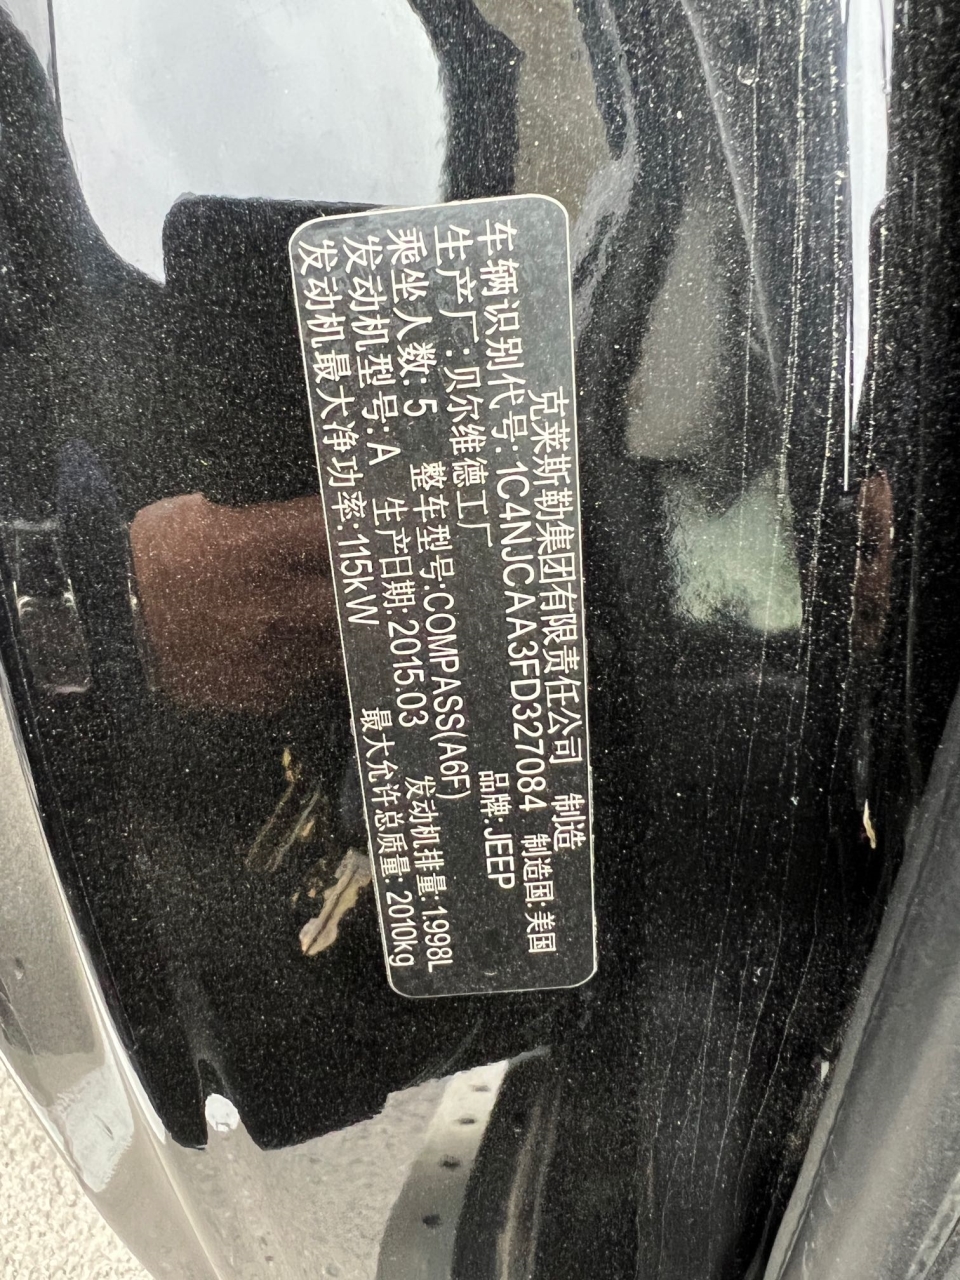 克莱斯勒集团有限责任公司 制造
车辆识别代号:1C4NJCAA3FD327084 制造国:美国
生产厂:贝尔维德工厂 品牌:JEEP
乘坐人数:5 整车型号:COMPASS(A6F) 发动机排量:1.998L
发动机型号:A 生产日期:2015.03 最大允许总质量:2010kg
发动机最大净功率:115kW